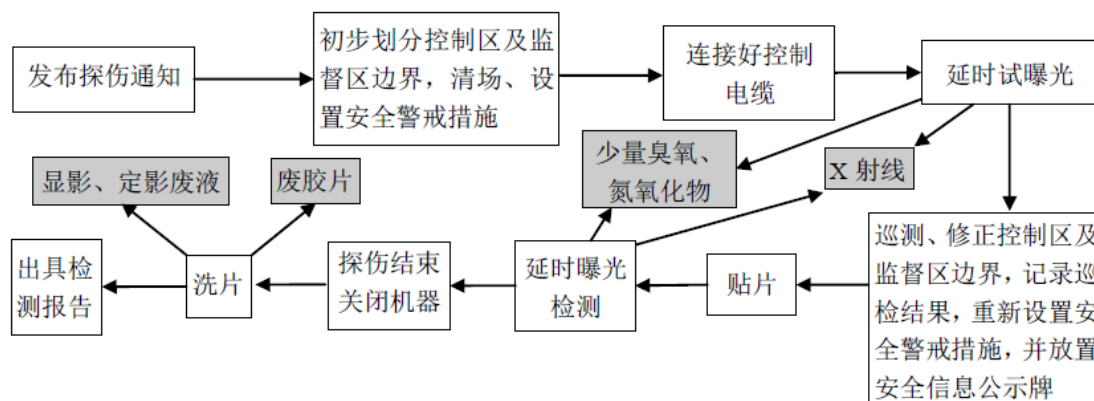 发布探伤通知
初步划分控制区及监
督区边界，清场、设
置安全警戒措施
连接好控制
电缆
延时试曝光
少量臭氧、
氮氧化物
X 射线
显影、定影废液
废胶片
巡测、修正控制区及
监督区边界，记录巡
检结果，重新设置安
全警戒措施，并放置
安全信息公示牌
贴片
延时曝光
检测
探伤结束
关闭机器
洗片
出具检
测报告